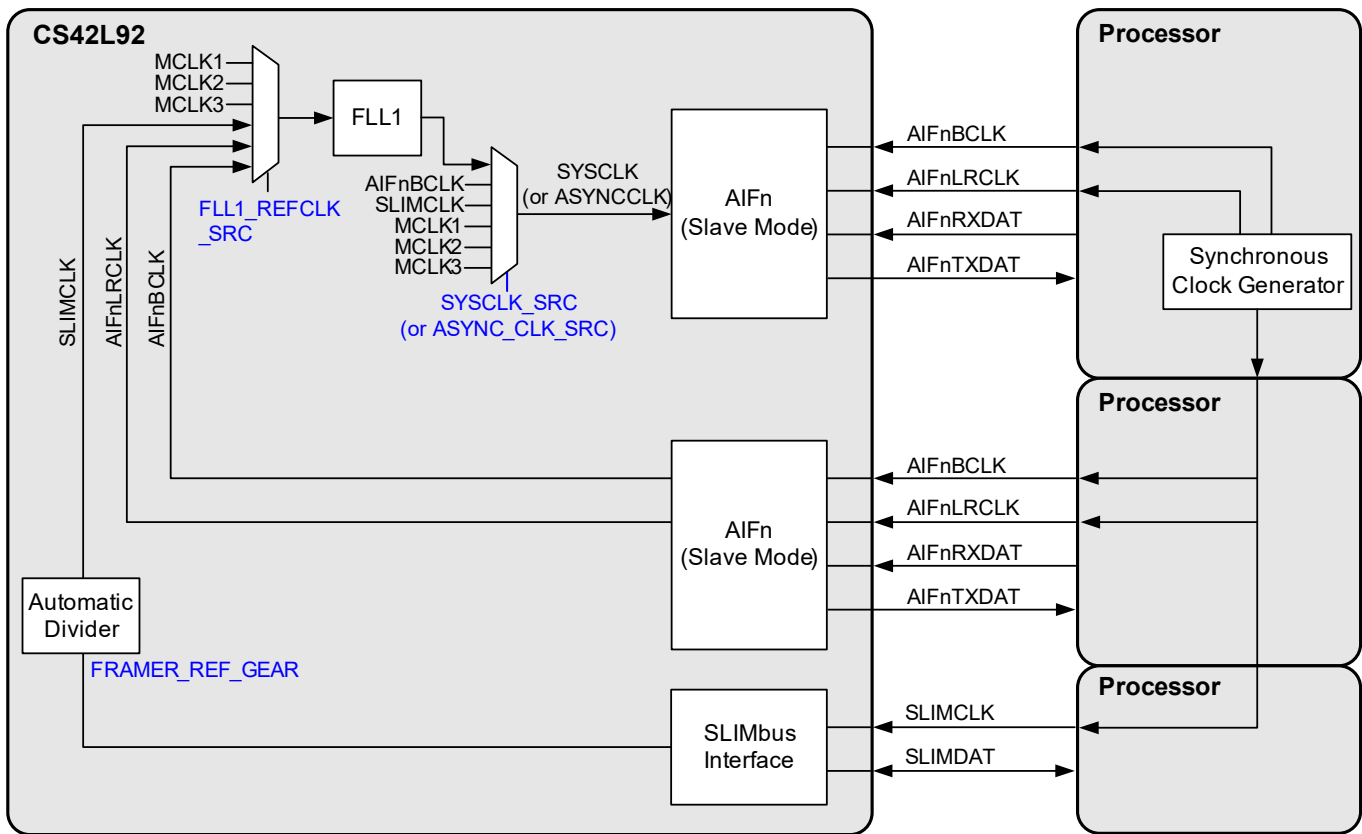 CS42L92
MCLK1
MCLK2
MCLK3
FLL1
FLL1_REFCLK
_SRC
AIFnBCLK
SLIMCLK
MCLK1
MCLK2
MCLK3
SYSCLK_SRC
(or ASYNC_CLK_SRC)
SYSCLK
(or ASYNCCLK)
AIFn
(Slave Mode)
AIFnBCLK
AIFnLRCLK
AIFnRXDAT
AIFnTXDAT
Processor
Synchronous
Clock Generator
SLIMCLK
AIFnLRCLK
AIFnBCLK
AIFn
(Slave Mode)
AIFnBCLK
AIFnLRCLK
AIFnRXDAT
AIFnTXDAT
Processor
Automatic
Divider
FRAMER_REF_GEAR
SLIMbus
Interface
SLIMCLK
SLIMDAT
Processor